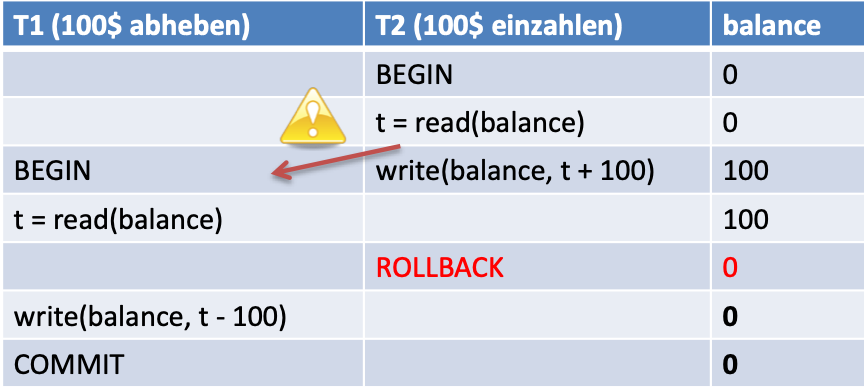 T1 (100$ abheben) T2 (100$ einzahlen) balance
BEGIN 0
t = read(balance) 0
BEGIN write(balance, t + 100) 100
t = read(balance) 100
ROLLBACK 0
write(balance, t - 100) 0
COMMIT 0